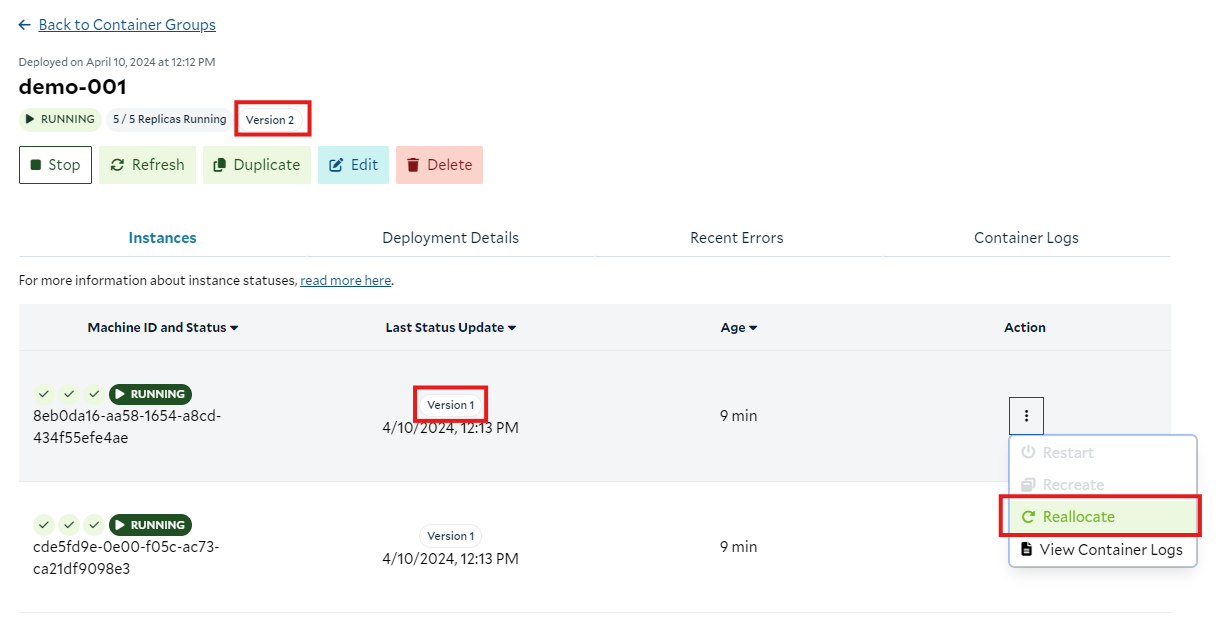 Back to Container Groups
Deployed on April 10, 2024 at 12:12 PM
demo-001
RUNNING 5 / 5 Replicas Running Version 2
Stop Refresh Duplicate Edit Delete
Instances Deployment Details Recent Errors Container Logs
For more information about instance statuses, read more here.
Machine ID and Status Last Status Update Age Action
RUNNING
8eb0da16-aa58-1654-a8cd-
434f55efe4ae
Version 1
4/10/2024, 12:13 PM
9 min
Restart
Recreate
Reallocate
View Container Logs
RUNNING
cde5fd9e-0e00-f05c-ac73-
ca21df9098e3
Version 1
4/10/2024, 12:13 PM
9 min